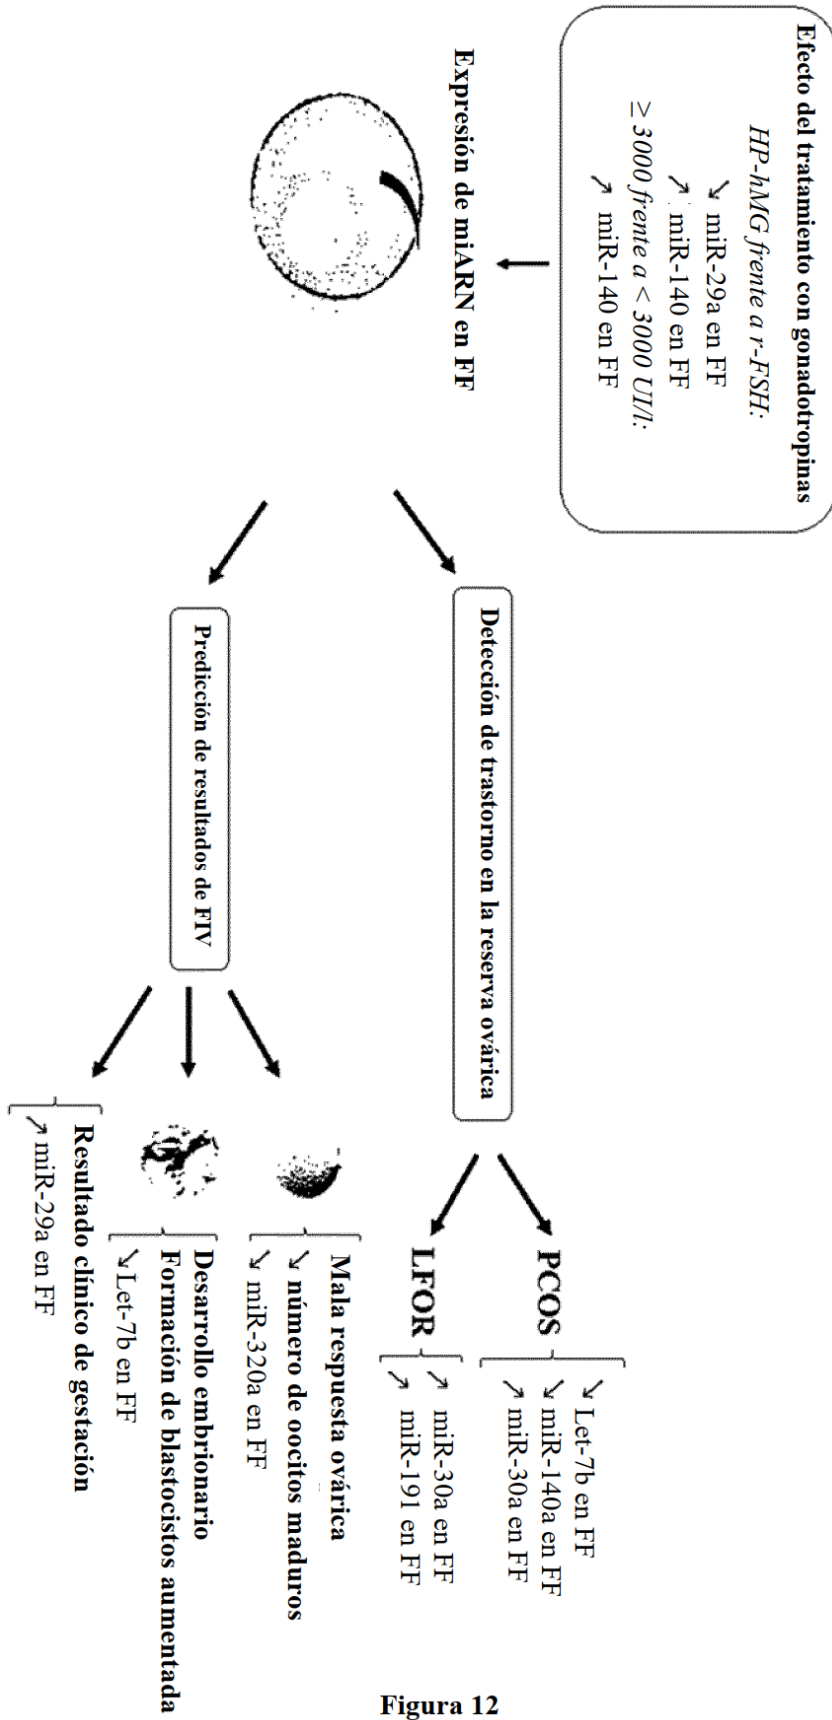 Efecto del tratamiento con gonadotropinas
HP-hMG frente a r-FSH:
↘ miR-29a en FF
↗ miR-140 en FF
≥ 3000 frente a < 3000 UI/l:
↗ miR-140 en FF
Expresión de miARN en FF
Detección de trastorno en la reserva ovárica
PCOS
↘ Let-7b en FF
↘ miR-140a en FF
↗ miR-30a en FF
LFOR
↗ miR-30a en FF
↗ miR-191 en FF
Predicción de resultados de FIV
Mala respuesta ovárica
↘ número de oocitos maduros
↘ miR-320a en FF
Desarrollo embrionario
Formación de blastocistos aumentada
↘ Let-7b en FF
Resultado clínico de gestación
↗ miR-29a en FF
Figura 12